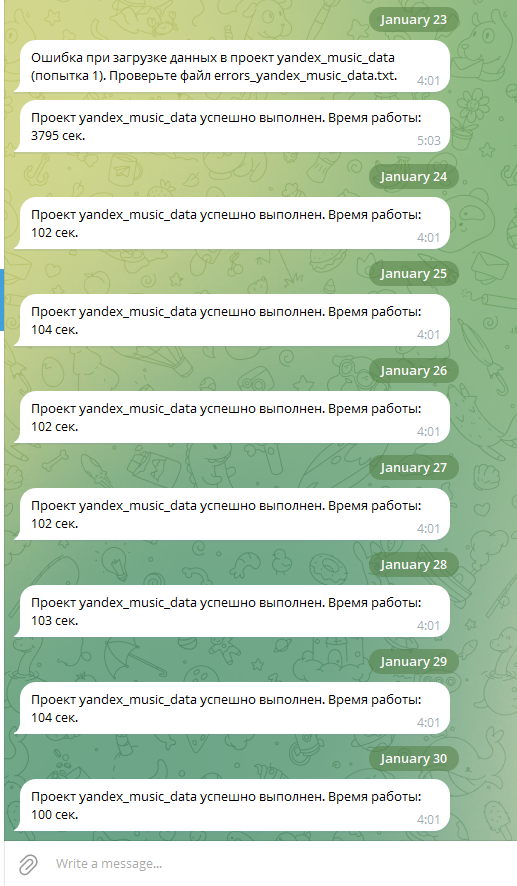 January 23
Ошибка при загрузке данных в проект yandex_music_data
(попытка 1). Проверьте файл errors_yandex_music_data.txt.
4:01
Проект yandex_music_data успешно выполнен. Время работы:
3795 сек.
5:03
January 24
Проект yandex_music_data успешно выполнен. Время работы:
102 сек.
4:01
January 25
Проект yandex_music_data успешно выполнен. Время работы:
104 сек.
4:01
January 26
Проект yandex_music_data успешно выполнен. Время работы:
102 сек.
4:01
January 27
Проект yandex_music_data успешно выполнен. Время работы:
102 сек.
4:01
January 28
Проект yandex_music_data успешно выполнен. Время работы:
103 сек.
4:01
January 29
Проект yandex_music_data успешно выполнен. Время работы:
104 сек.
4:01
January 30
Проект yandex_music_data успешно выполнен. Время работы:
100 сек.
4:01
Write a message...